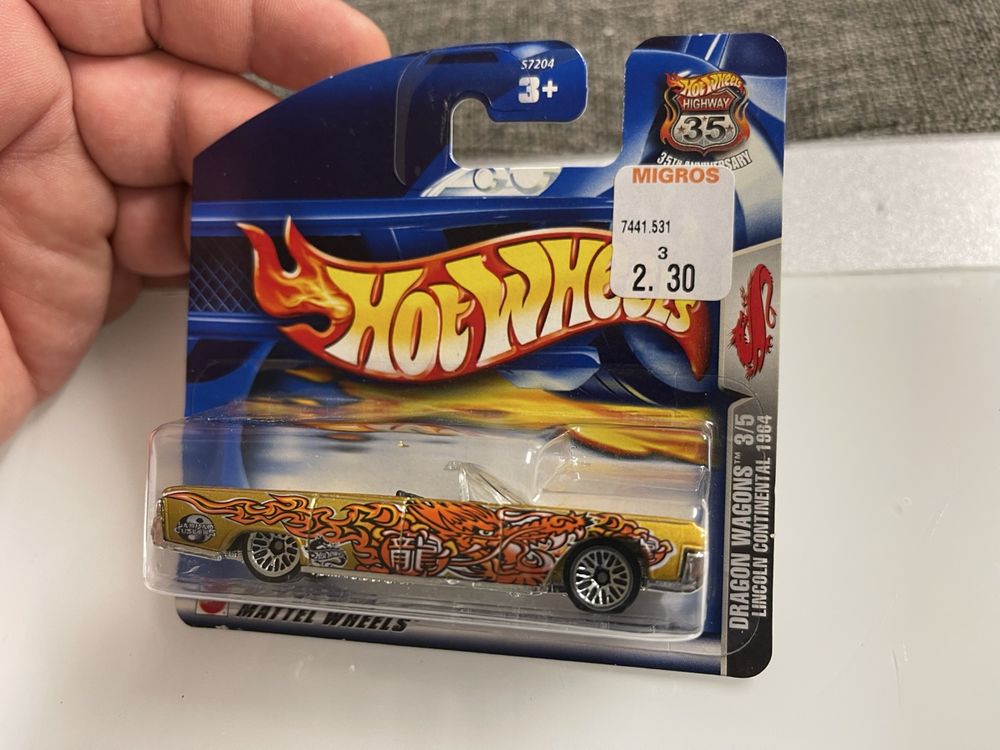 S7204
3+
HOT WHEELS
HIGHWAY
35
35TH ANNIVERSARY
MIGROS
7441.531
3
2. 30
HOT WHEELS
DRAGON WAGONS™ 3/5
LINCOLN CONTINENTAL 1964
龍
MATTEL WHEELS